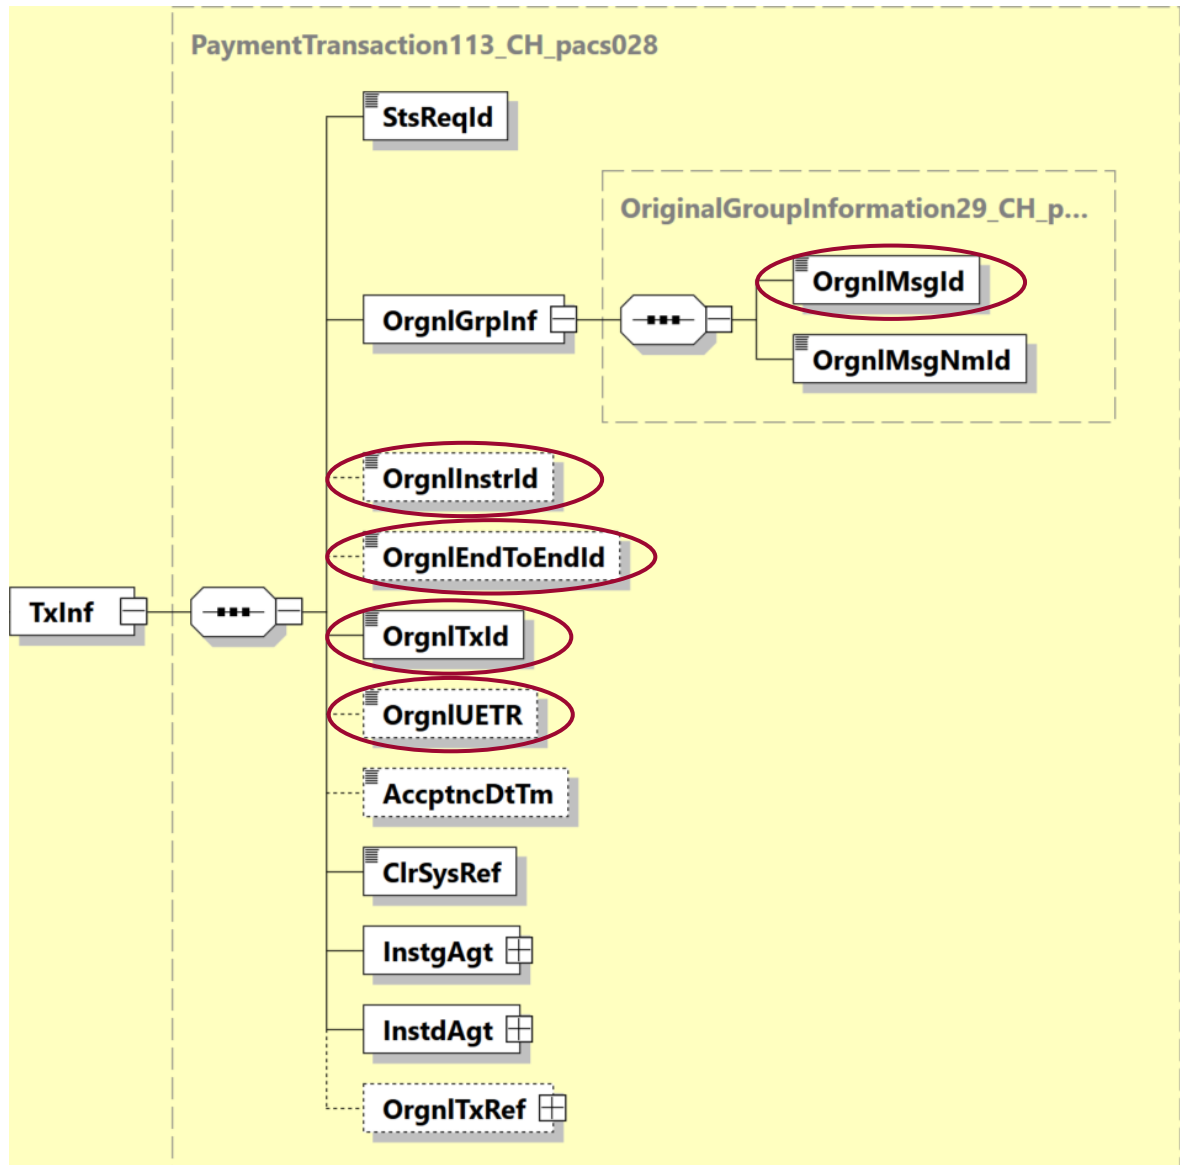 PaymentTransaction113_CH_pacs028
StsReqId
OriginalGroupInformation29_CH_p...
OrgnlMsgId
OrgnlGrpInf
OrgnlMsgNmId
OrgnlInstrId
OrgnlEndToEndId
TxInf
OrgnlTxId
OrgnlUETR
AccptncDtTm
ClrSysRef
InstgAgt
InstdAgt
OrgnlTxRef